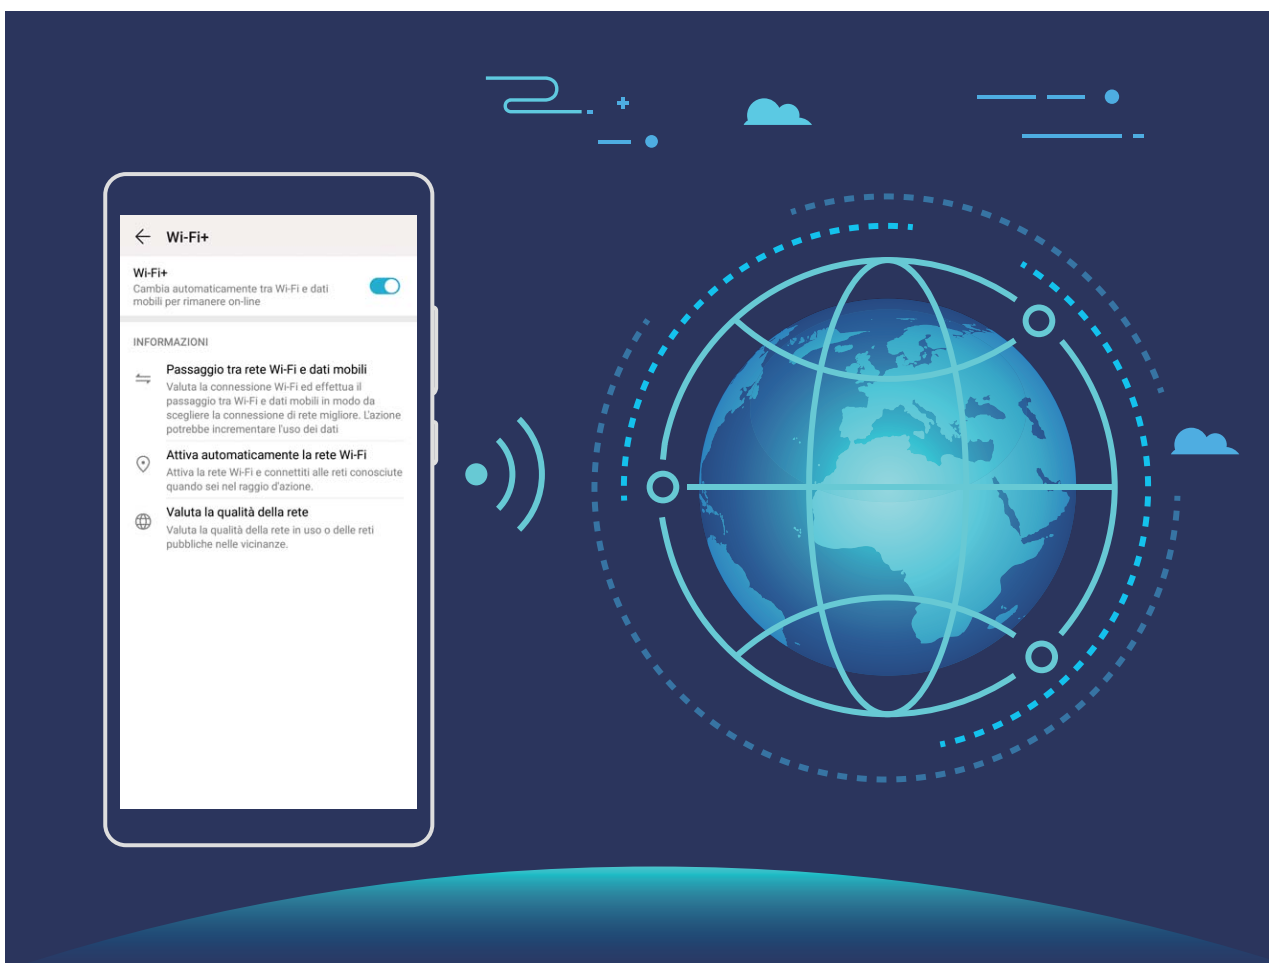 Wi-Fi+
Wi-Fi+
Cambia automaticamente tra Wi-Fi e dati
mobili per rimanere on-line
INFORMAZIONI
Passaggio tra rete Wi-Fi e dati mobili
Valuta la connessione Wi-Fi ed effettua il
passaggio tra Wi-Fi e dati mobili in modo da
scegliere la connessione di rete migliore. L'azione
potrebbe incrementare l'uso dei dati
Attiva automaticamente la rete Wi-Fi
Attiva la rete Wi-Fi e connettiti alle reti conosciute
quando sei nel raggio d'azione.
Valuta la qualità della rete
Valuta la qualità della rete in uso o delle reti
pubbliche nelle vicinanze.